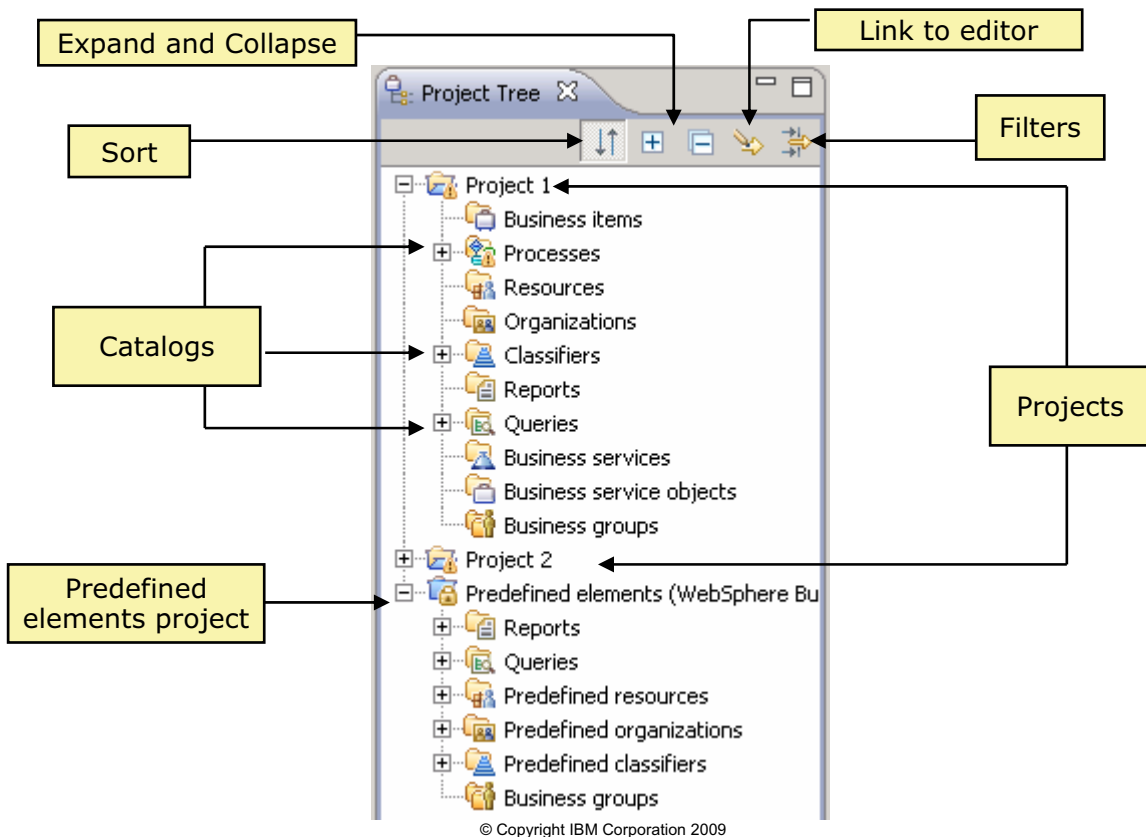 Expand and Collapse
Link to editor
Project Tree
Sort
Filters
Project 1
Business items
Processes
Resources
Organizations
Catalogs
Classifiers
Reports
Projects
Queries
Business services
Business service objects
Business groups
Project 2
Predefined
elements project
Predefined elements (WebSphere Bu
Reports
Queries
Predefined resources
Predefined organizations
Predefined classifiers
Business groups
© Copyright IBM Corporation 2009